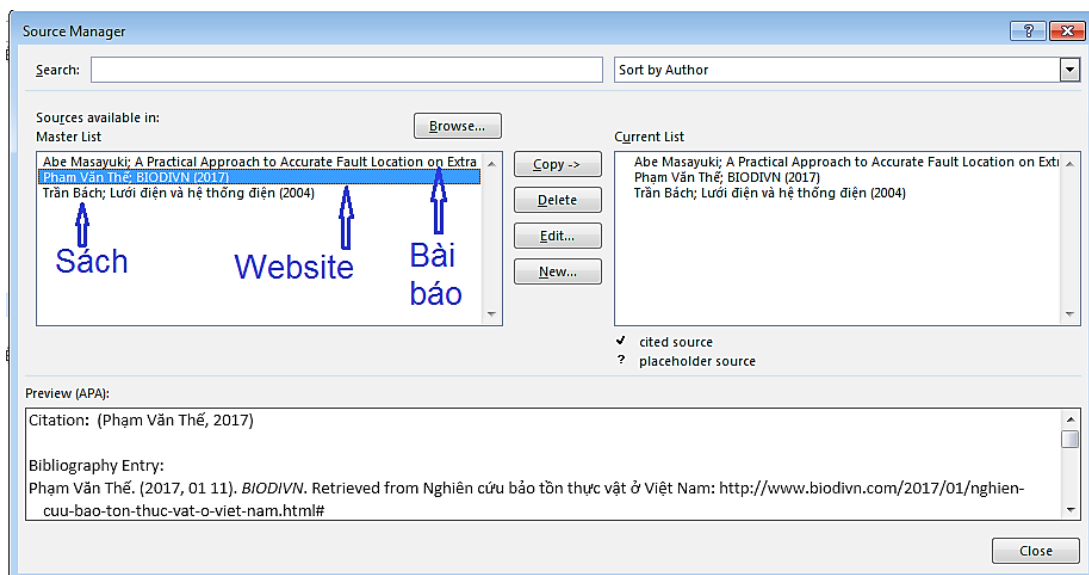 Source Manager
Search:
Sort by Author
Sources available in:
Master List
Browse...
Current List
Abe Masayuki; A Practical Approach to Accurate Fault Location on Extra
Phạm Văn Thế; BIODIVN (2017)
Trần Bách; Lưới điện và hệ thống điện (2004)
Sách
Website
Bài
báo
Copy ->
Delete
Edit...
New...
Abe Masayuki; A Practical Approach to Accurate Fault Location on Extr
Phạm Văn Thế; BIODIVN (2017)
Trần Bách; Lưới điện và hệ thống điện (2004)
✔ cited source
? placeholder source
Preview (APA):
Citation: (Phạm Văn Thế, 2017)
Bibliography Entry:
Phạm Văn Thế. (2017, 01 11). BIODIVN. Retrieved from Nghiên cứu bảo tồn thực vật ở Việt Nam: http://www.biodivn.com/2017/01/nghien-
cuu-bao-ton-thuc-vat-o-viet-nam.html#
Close